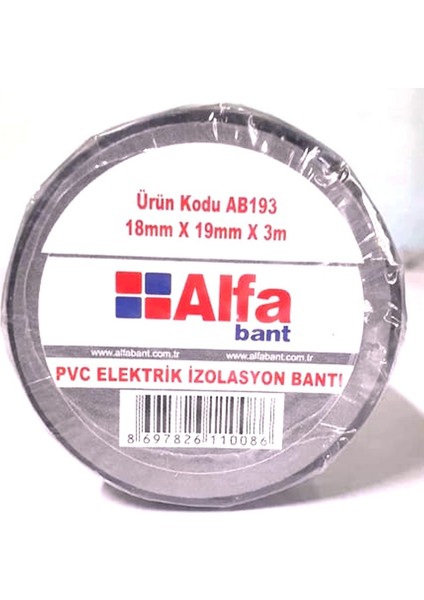 Ürün Kodu AB193
18mm X 19mm X 3m
Alfa
bant
www.alfabant.com.tr www.alfabant.com.tr
PVC ELEKTRİK İZOLASYON BANTI
8 697826 110086